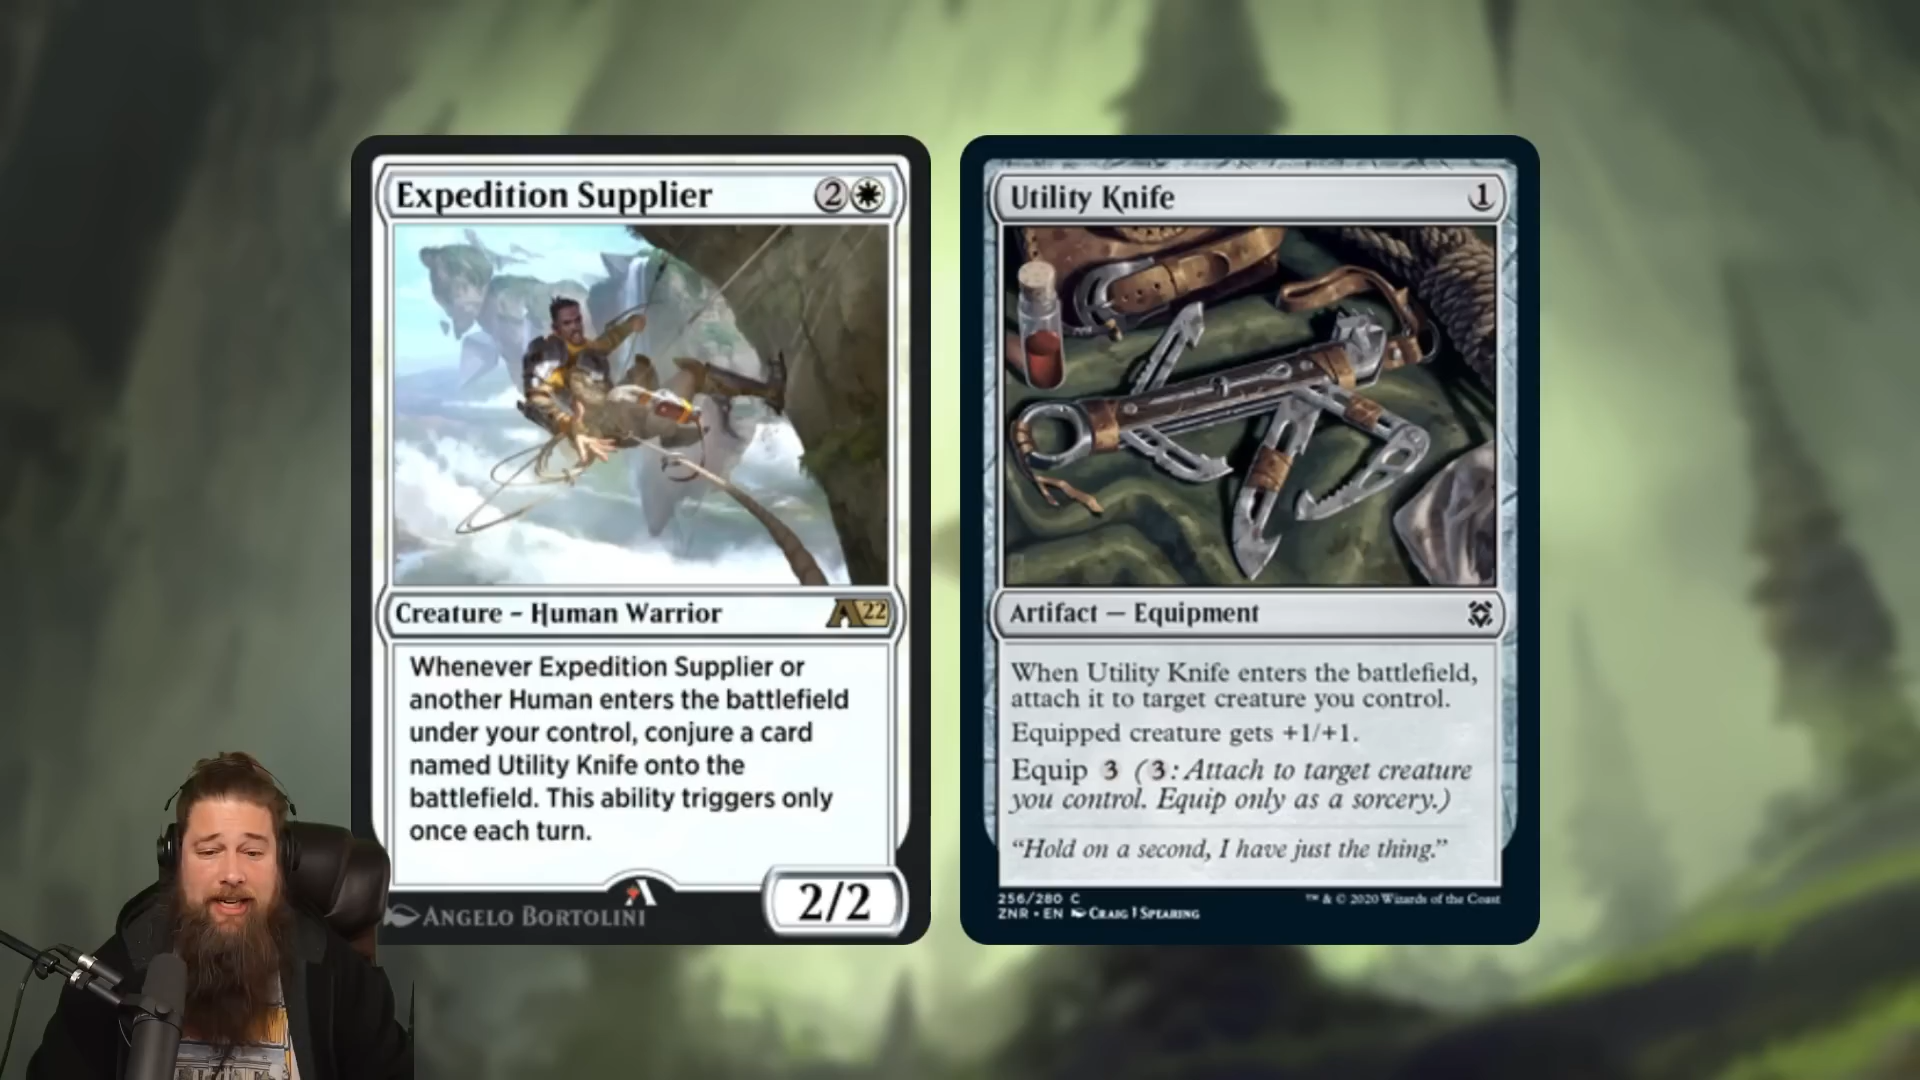 Expedition Supplier 2
Creature – Human Warrior A22
Whenever Expedition Supplier or
another Human enters the battlefield
under your control, conjure a card
named Utility Knife onto the
battlefield. This ability triggers only
once each turn.
2/2
Angelo Bortolini
Utility Knife 1
Artifact — Equipment
When Utility Knife enters the battlefield,
attach it to target creature you control.
Equipped creature gets +1/+1.
Equip 3 (3: Attach to target creature
you control. Equip only as a sorcery.)
“Hold on a second, I have just the thing.”
256/280 C
ZNR • EN Craig J Spearing
™ & © 2020 Wizards of the Coast